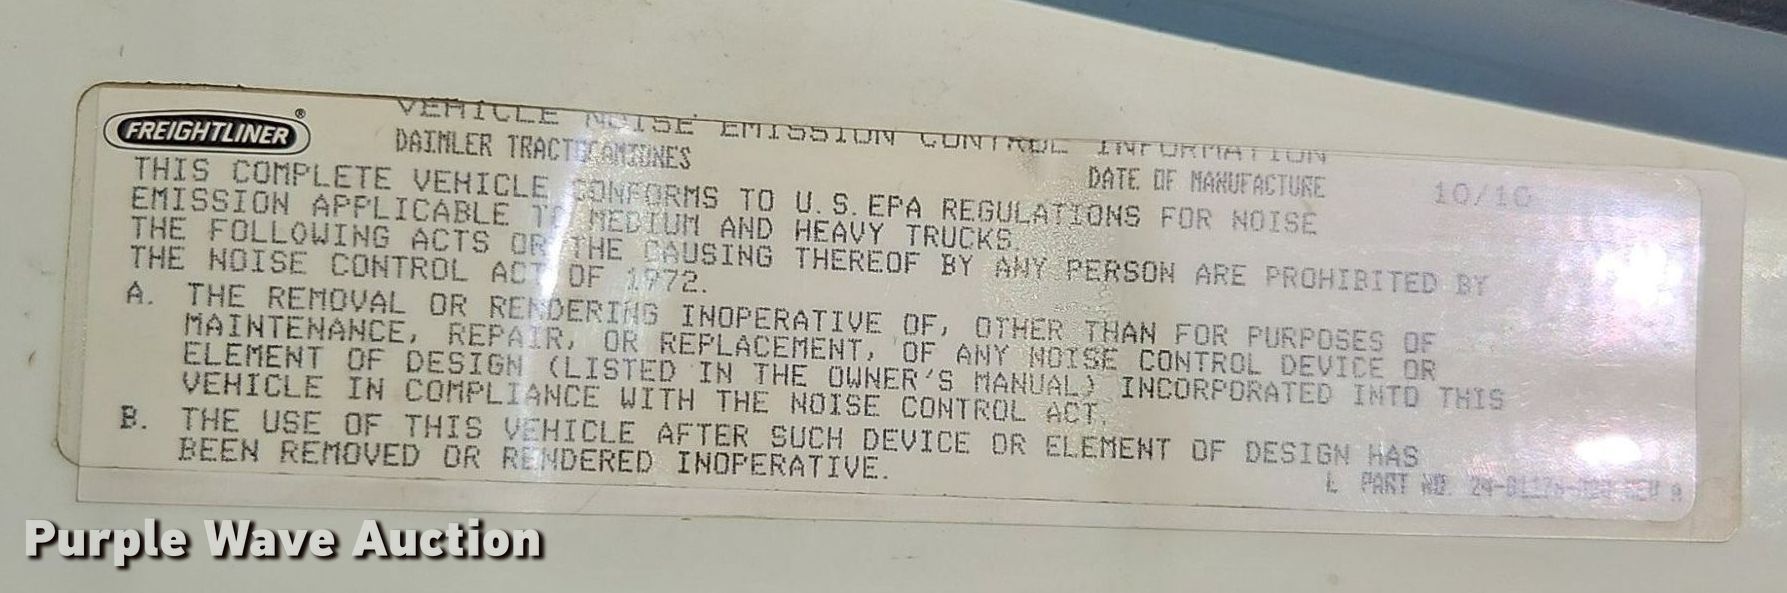 FREIGHTLINER®
VEHICLE NOISE EMISSION CONTROL INFORMATION
DAIMLER TRACTOCAMIONES
DATE OF MANUFACTURE 10/10
THIS COMPLETE VEHICLE CONFORMS TO U.S.EPA REGULATIONS FOR NOISE
EMISSION APPLICABLE TO MEDIUM AND HEAVY TRUCKS.
THE FOLLOWING ACTS OR THE CAUSING THEREOF BY ANY PERSON ARE PROHIBITED BY
THE NOISE CONTROL ACT OF 1972.
A. THE REMOVAL OR RENDERING INOPERATIVE OF, OTHER THAN FOR PURPOSES OF
MAINTENANCE, REPAIR, OR REPLACEMENT, OF ANY NOISE CONTROL DEVICE OR
ELEMENT OF DESIGN (LISTED IN THE OWNER'S MANUAL) INCORPORATED INTO THIS
VEHICLE IN COMPLIANCE WITH THE NOISE CONTROL ACT.
B. THE USE OF THIS VEHICLE AFTER SUCH DEVICE OR ELEMENT OF DESIGN HAS
BEEN REMOVED OR RENDERED INOPERATIVE.
L PART NO.
Purple Wave Auction